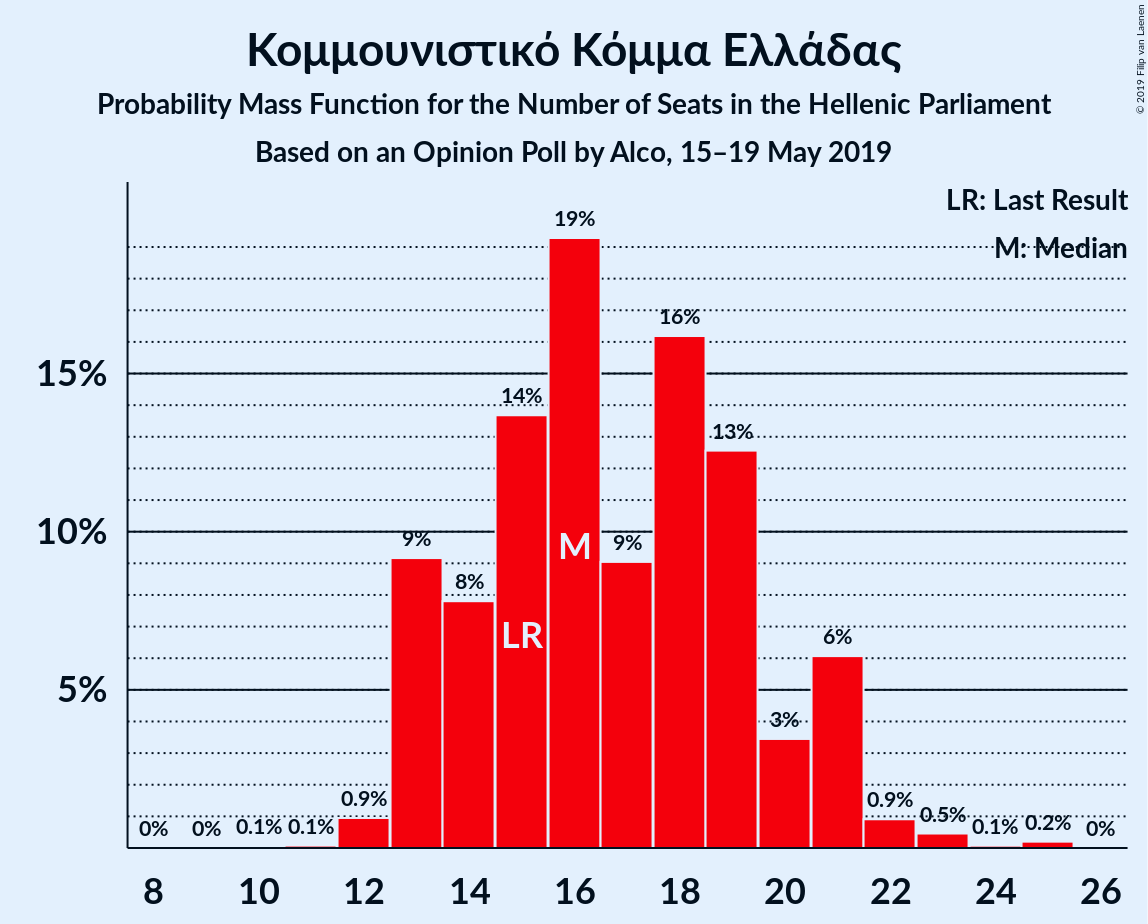 Κομμουνιστικό Κόμμα Ελλάδας
Probability Mass Function for the Number of Seats in the Hellenic Parliament
Based on an Opinion Poll by Alco, 15–19 May 2019
© 2019 Filip van Laenen
LR: Last Result
M: Median
19%
16%
15%
14%
13%
10%
9%
M
9%
8%
LR
6%
5%
3%
0.9%
0.9%
0.5%
0% 0% 0.1% 0.1% 0.1% 0.2% 0%
8 10 12 14 16 18 20 22 24 26